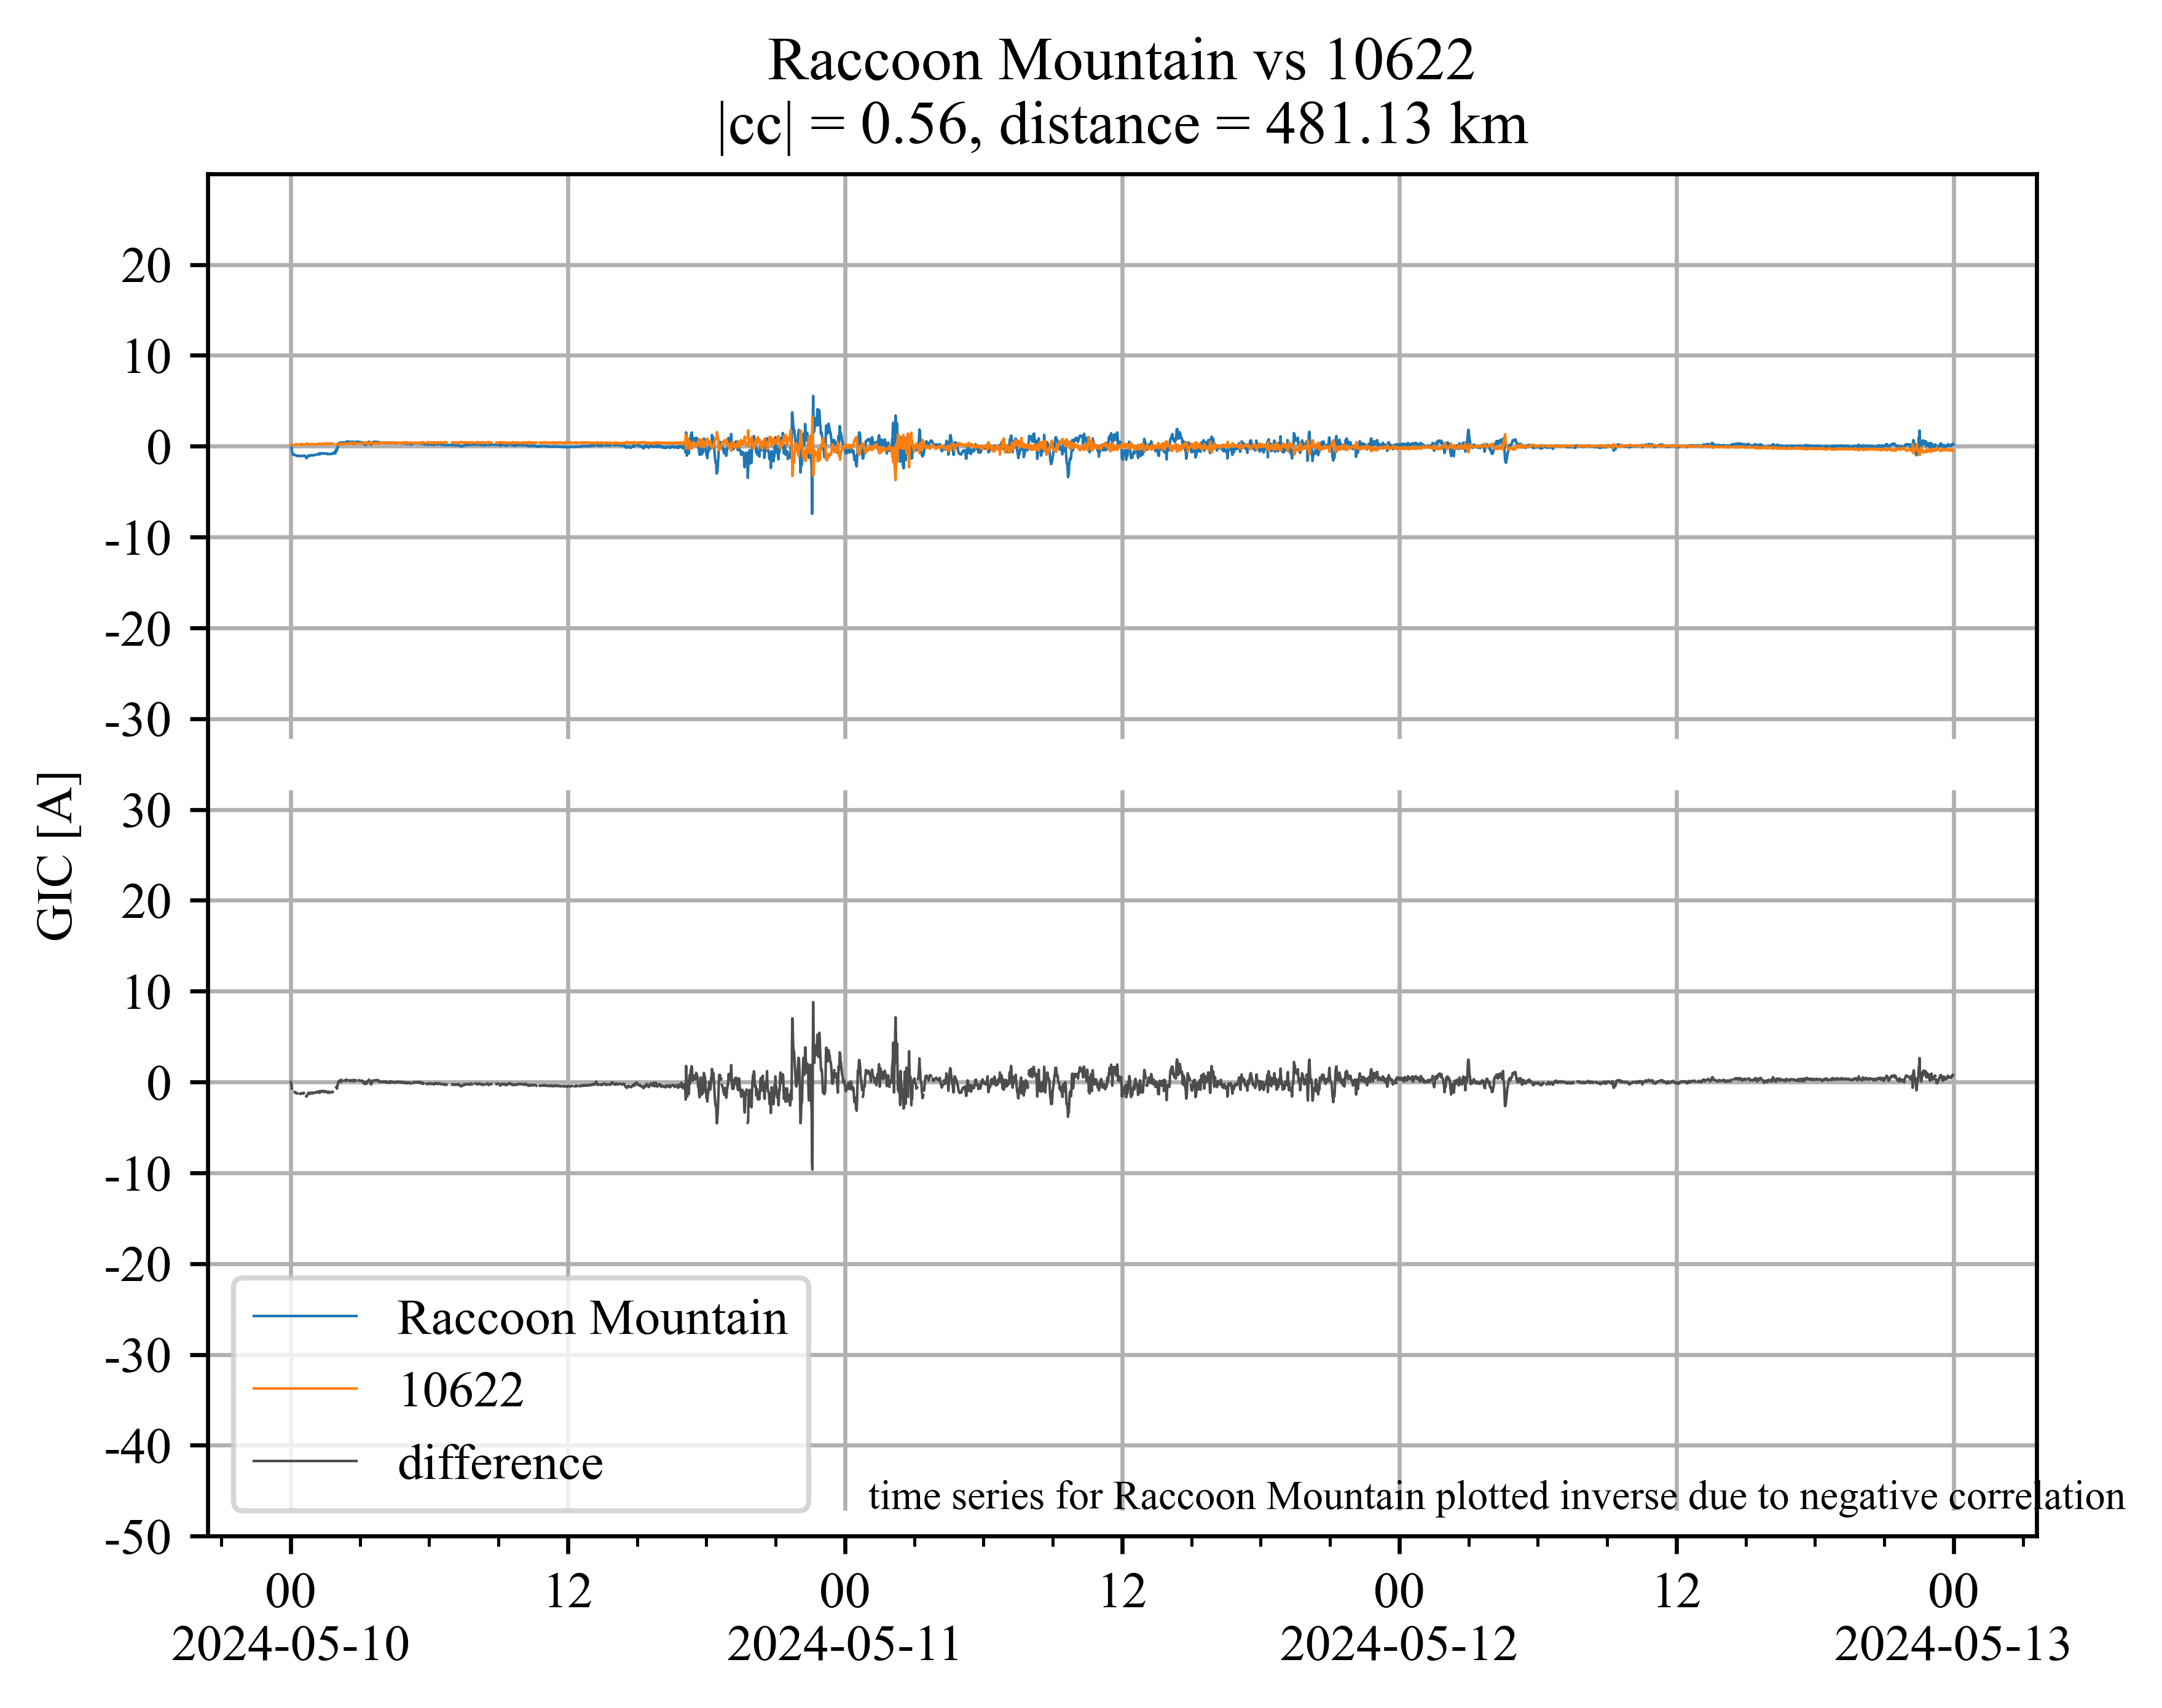 Raccoon Mountain vs 10622
|cc| = 0.56, distance = 481.13 km
GIC [A]
20
10
0
-10
-20
-30
30
20
10
0
-10
-20
-30
-40
-50
Raccoon Mountain
10622
difference
time series for Raccoon Mountain plotted inverse due to negative correlation
00 12 00 12 00 12 00
2024-05-10 2024-05-11 2024-05-12 2024-05-13